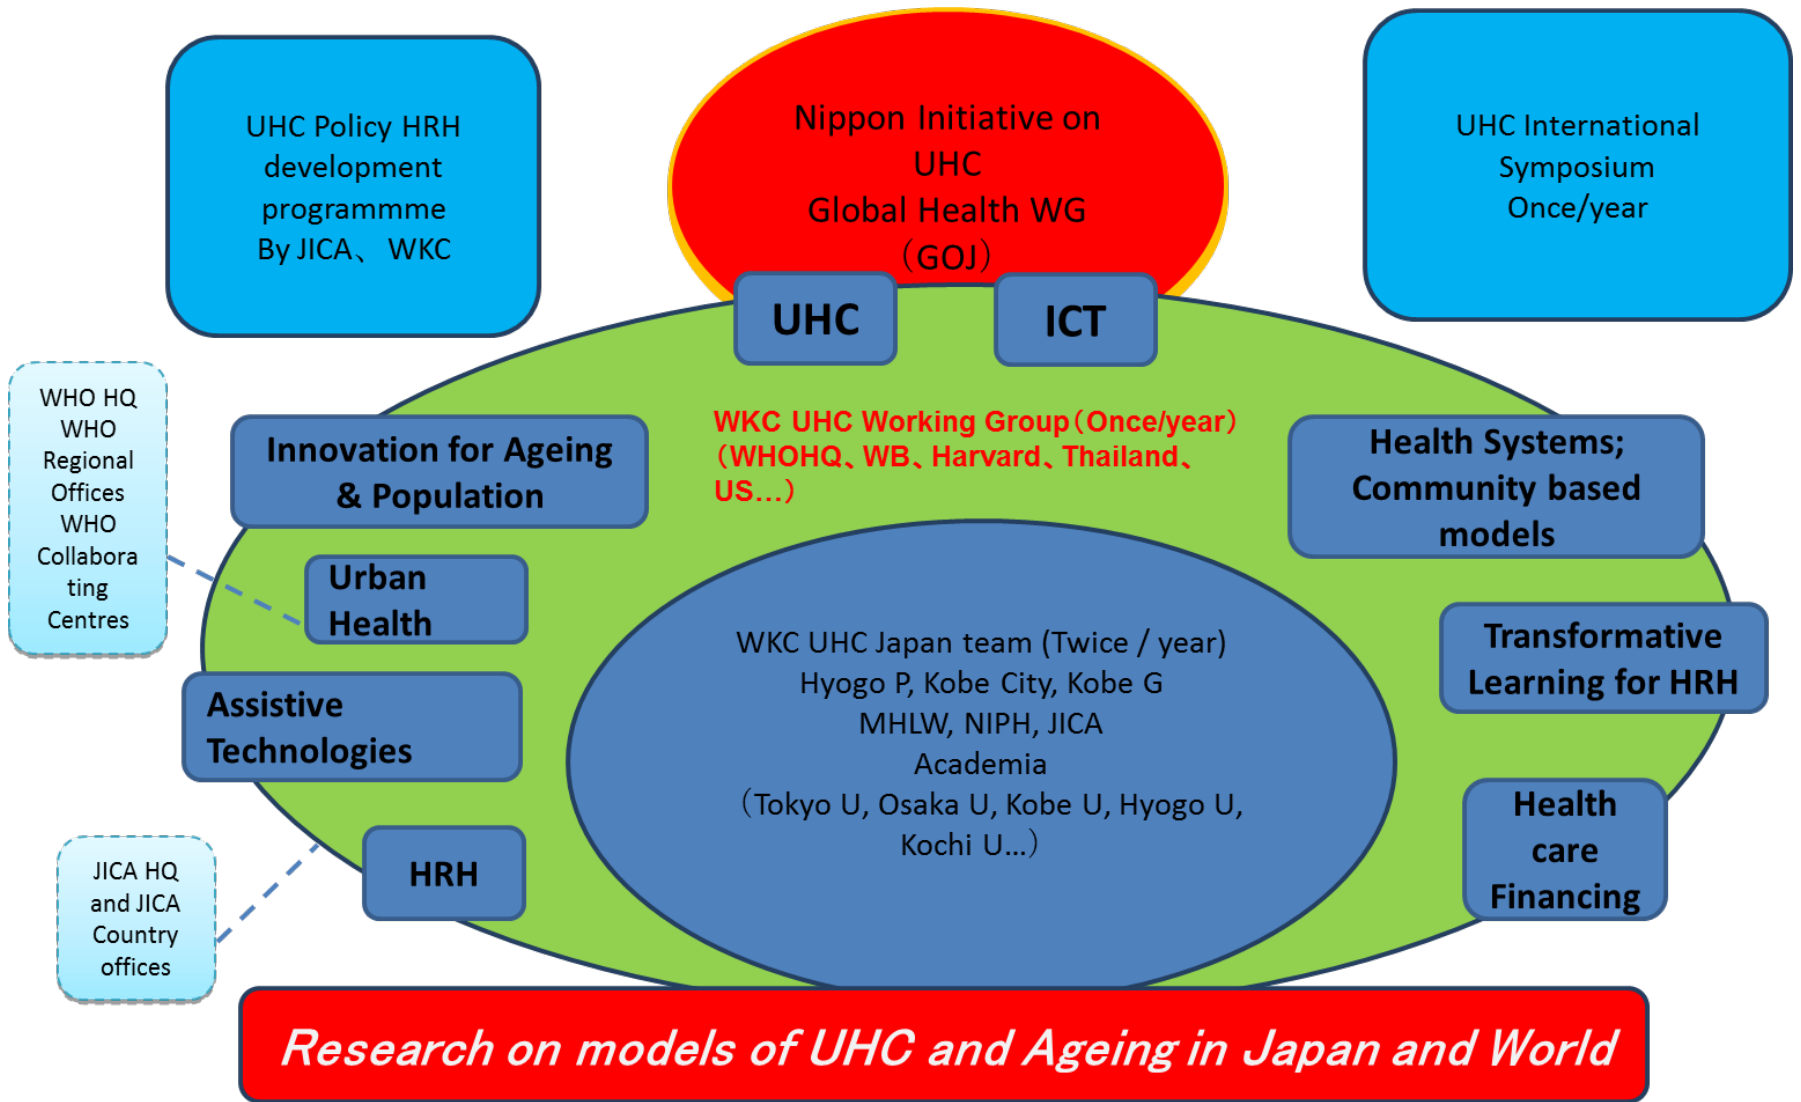 UHC Policy HRH
development
programmme
By JICA、 WKC
Nippon Initiative on
UHC
Global Health WG
（GOJ）
UHC International
Symposium
Once/year
UHC
ICT
WHO HQ
WHO
Regional
Offices
WHO
Collabora
ting
Centres
Innovation for Ageing
& Population
WKC UHC Working Group（Once/year）
（WHOHQ、WB、Harvard、Thailand、
US…）
Health Systems;
Community based
models
Urban
Health
Assistive
Technologies
WKC UHC Japan team (Twice / year)
Hyogo P, Kobe City, Kobe G
MHLW, NIPH, JICA
Academia
（Tokyo U, Osaka U, Kobe U, Hyogo U,
Kochi U…）
Transformative
Learning for HRH
Health
care
Financing
HRH
JICA HQ
and JICA
Country
offices
Research on models of UHC and Ageing in Japan and World